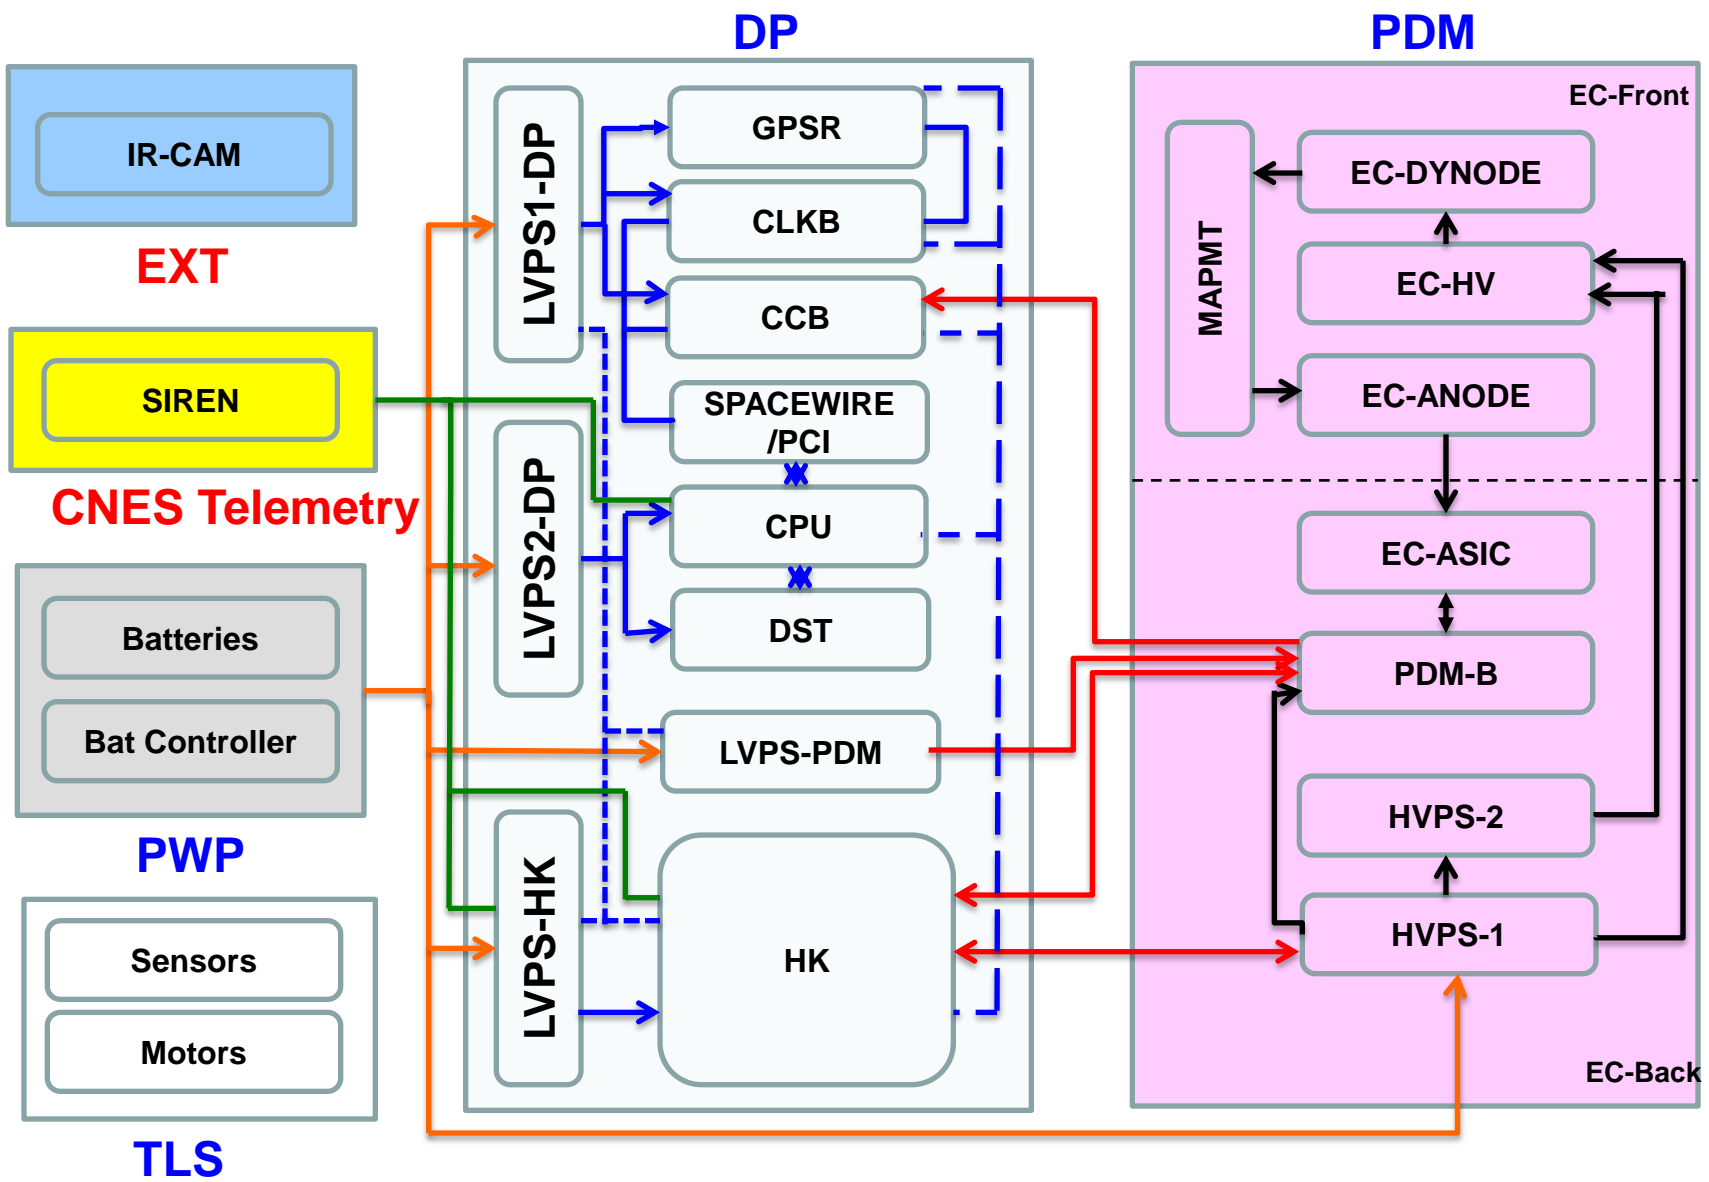 DP
PDM
IR-CAM
EXT
SIREN
CNES Telemetry
Batteries
Bat Controller
PWP
Sensors
Motors
TLS
LVPS1-DP
LVPS2-DP
LVPS-HK
GPSR
CLKB
CCB
SPACEWIRE
/PCI
CPU
DST
LVPS-PDM
HK
EC-Front
MAPMT
EC-DYNODE
EC-HV
EC-ANODE
EC-ASIC
PDM-B
HVPS-2
HVPS-1
EC-Back